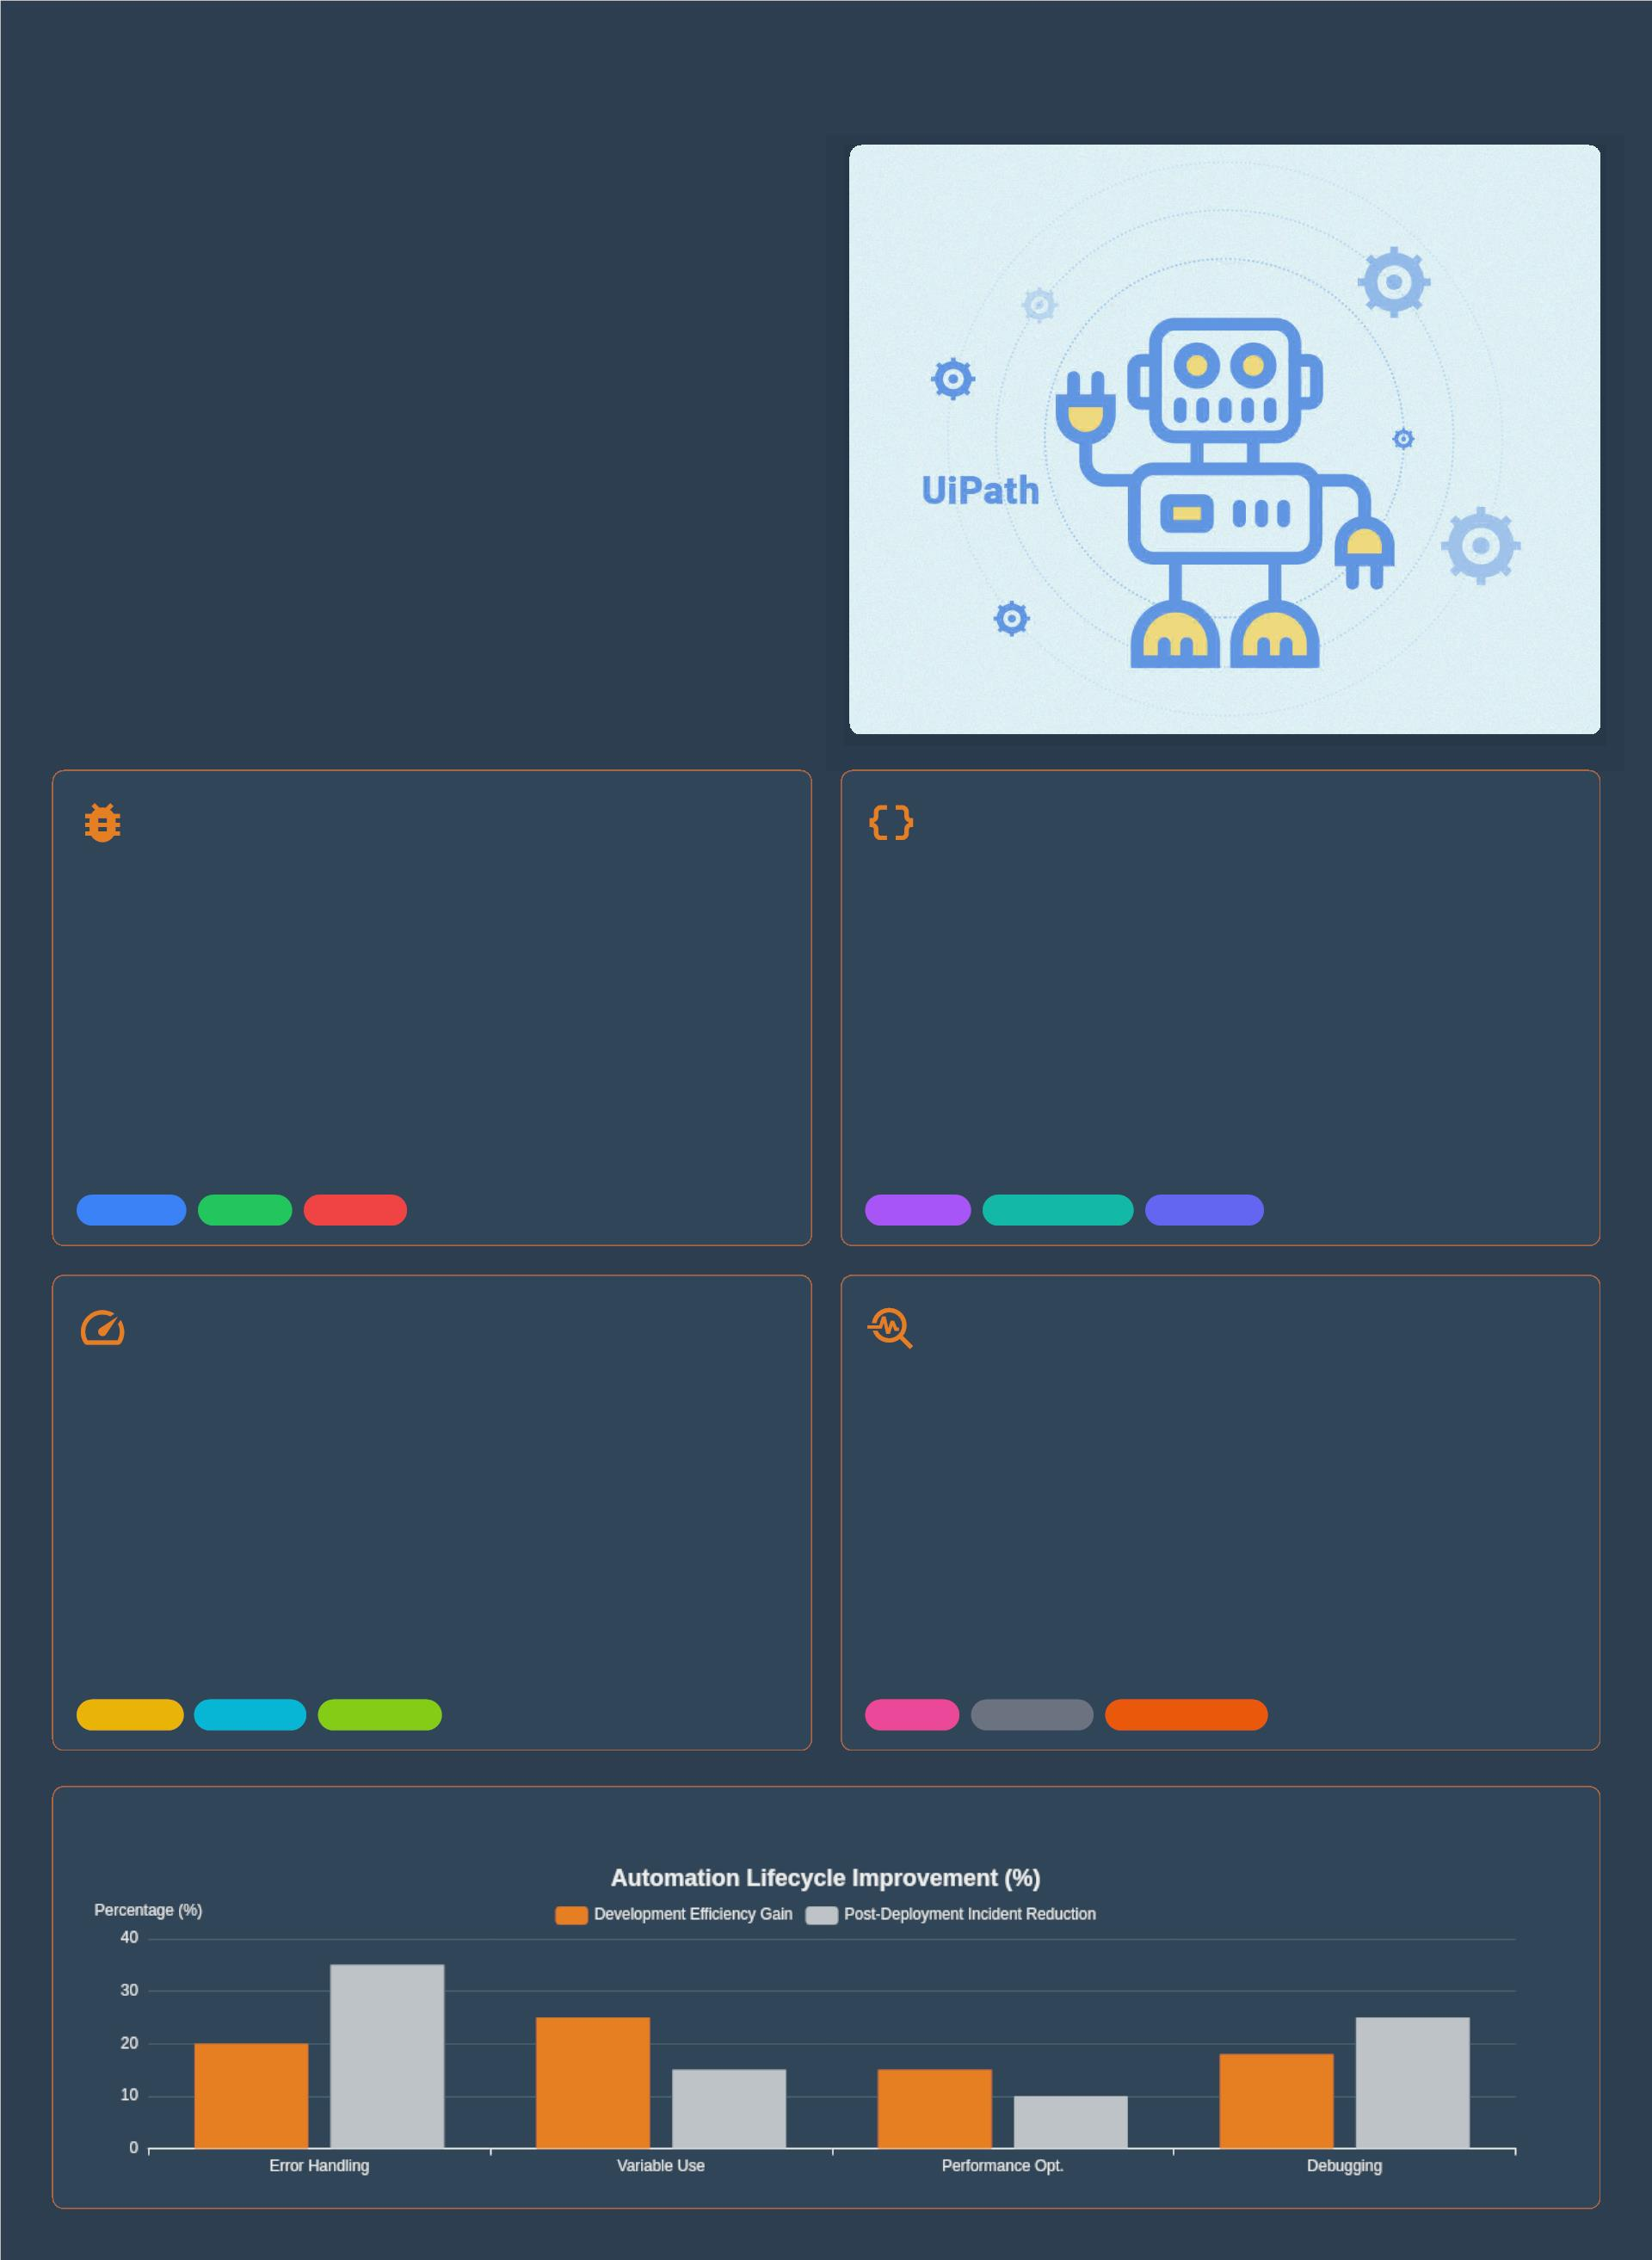 UiPath
Automation Lifecycle Improvement (%)
Percentage (%)
Development Efficiency Gain Post-Deployment Incident Reduction
40
30
20
10
0
Error Handling Variable Use Performance Opt. Debugging